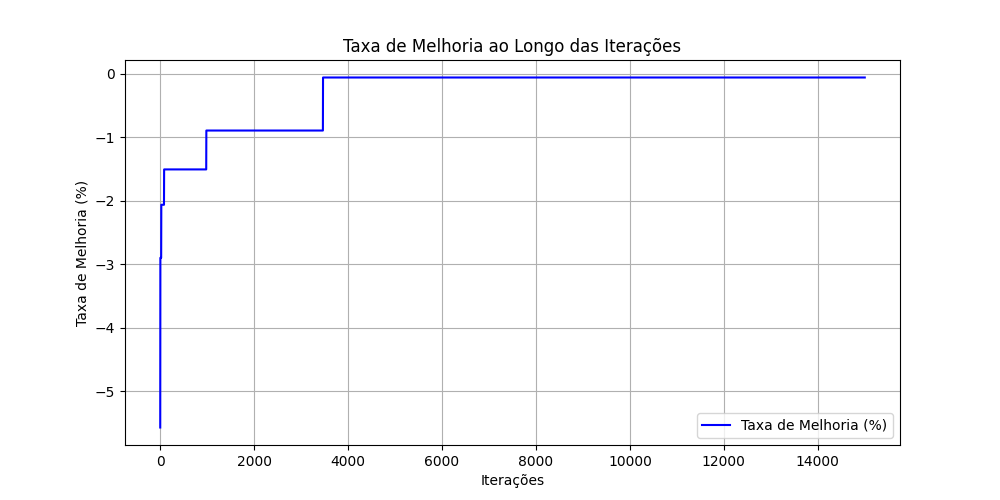 Taxa de Melhoria ao Longo das Iterações
Taxa de Melhoria (%)
0
−1
−2
−3
−4
−5
0 2000 4000 6000 8000 10000 12000 14000
Iterações
Taxa de Melhoria (%)